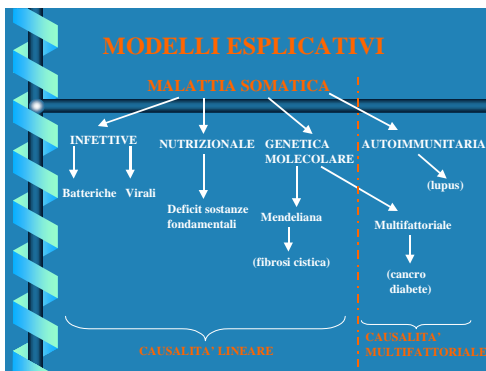 MODELLI ESPLICATIVI
MALATTIA SOMATICA
INFETTIVE
NUTRIZIONALE
GENETICA
MOLECOLARE
AUTOIMMUNITARIA
Batteriche
Virali
(lupus)
Deficit sostanze
fondamentali
Mendeliana
Multifattoriale
(fibrosi cistica)
(cancro
diabete)
CAUSALITA' LINEARE
CAUSALITA'
MULTIFATTORIALE